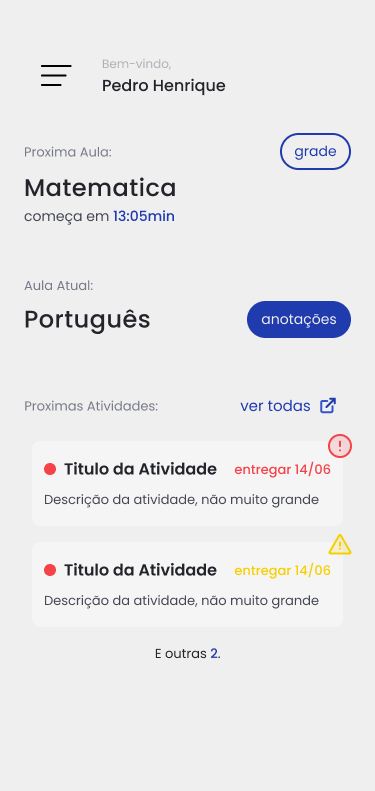 Bem-vindo,
Pedro Henrique
Proxima Aula:
grade
Matematica
começa em 13:05min
Aula Atual:
Português
anotações
Proximas Atividades:
ver todas
Titulo da Atividade
entregar 14/06
Descrição da atividade, não muito grande
Titulo da Atividade
entregar 14/06
Descrição da atividade, não muito grande
E outras 2.